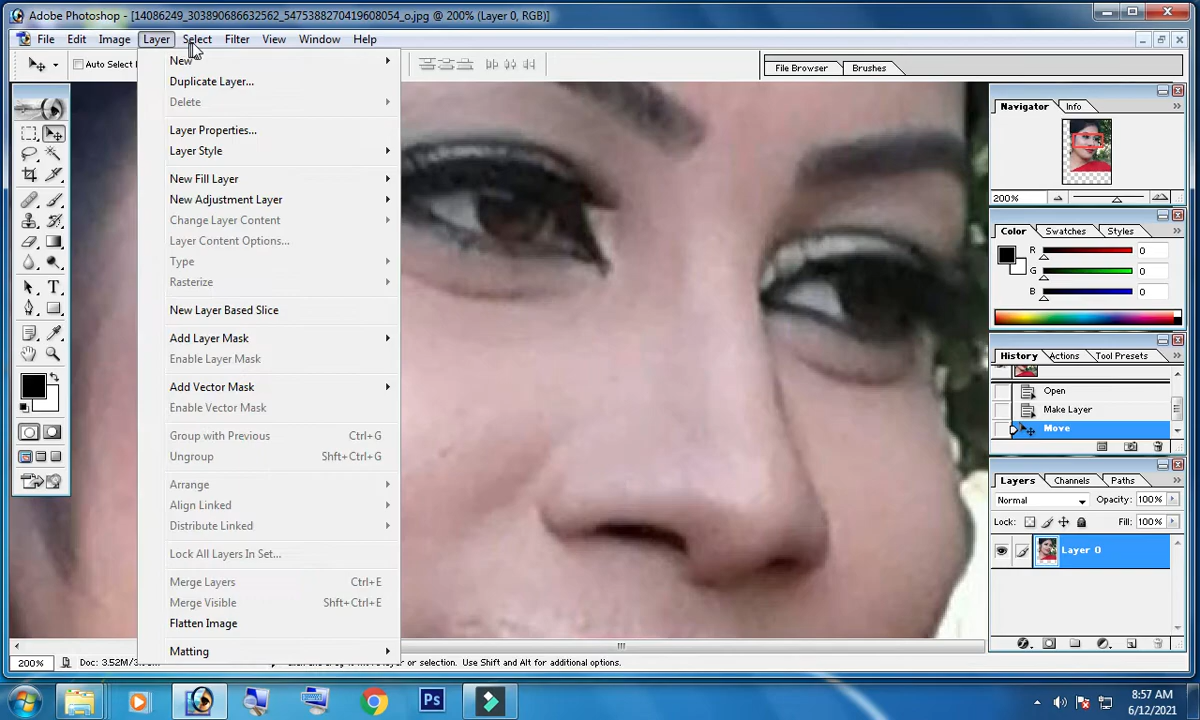 Adobe Photoshop - [14086249_303890686632562_5475388270419608054_o.jpg @ 200% (Layer 0, RGB)]
File Edit Image Layer Select Filter View Window Help
Auto Select
File Browser Brushes
New
Duplicate Layer...
Delete
Layer Properties...
Layer Style
New Fill Layer
New Adjustment Layer
Change Layer Content
Layer Content Options...
Type
Rasterize
New Layer Based Slice
Add Layer Mask
Enable Layer Mask
Add Vector Mask
Enable Vector Mask
Group with Previous Ctrl+G
Ungroup Shft+Ctrl+G
Arrange
Align Linked
Distribute Linked
Lock All Layers In Set...
Merge Layers Ctrl+E
Merge Visible Shft+Ctrl+E
Flatten Image
Matting
Navigator Info
200%
Color Swatches Styles
R 0
G 0
B 0
History Actions Tool Presets
Open
Make Layer
Move
Layers Channels Paths
Normal Opacity: 100%
Lock: Fill: 100%
Layer 0
200% Doc: 3.52M/ layer or selection. Use Shift and Alt for additional options.
Ps
8:57 AM
6/12/2021